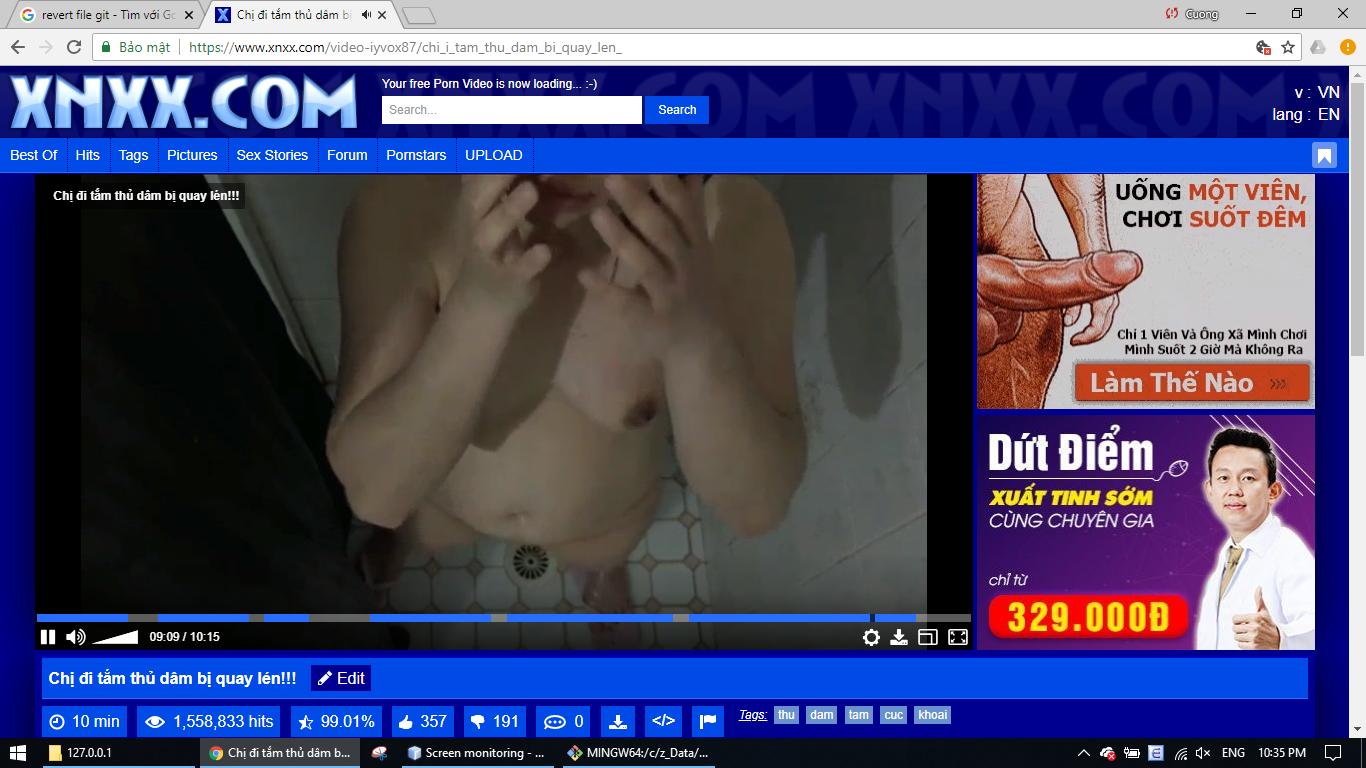 revert file git - Tìm với Go
Chị đi tắm thủ dâm bị
Cuong
Bảo mật
https://www.xnxx.com/video-iyvox87/chi_i_tam_thu_dam_bi_quay_len_
XNXX.COM
Your free Porn Video is now loading... :-)
Search...
Search
v : VN
lang : EN
Best Of
Hits
Tags
Pictures
Sex Stories
Forum
Pornstars
UPLOAD
Chị đi tắm thủ dâm bị quay lén!!!
UỐNG MỘT VIÊN,
CHƠI SUỐT ĐÊM
Chỉ 1 Viên Và Ông Xã Mình Chơi
Mình Suốt 2 Giờ Mà Không Ra
Làm Thế Nào >>>
Dứt Điểm
XUẤT TINH SỚM
CÙNG CHUYÊN GIA
chỉ từ
329.000Đ
09:09 / 10:15
Chị đi tắm thủ dâm bị quay lén!!!
Edit
10 min
1,558,833 hits
99.01%
357
191
0
</>
Tags: thu dam tam cuc khoai
127.0.0.1
Chị đi tắm thủ dâm b...
Screen monitoring - ...
MINGW64:/c/z_Data/...
ENG
10:35 PM